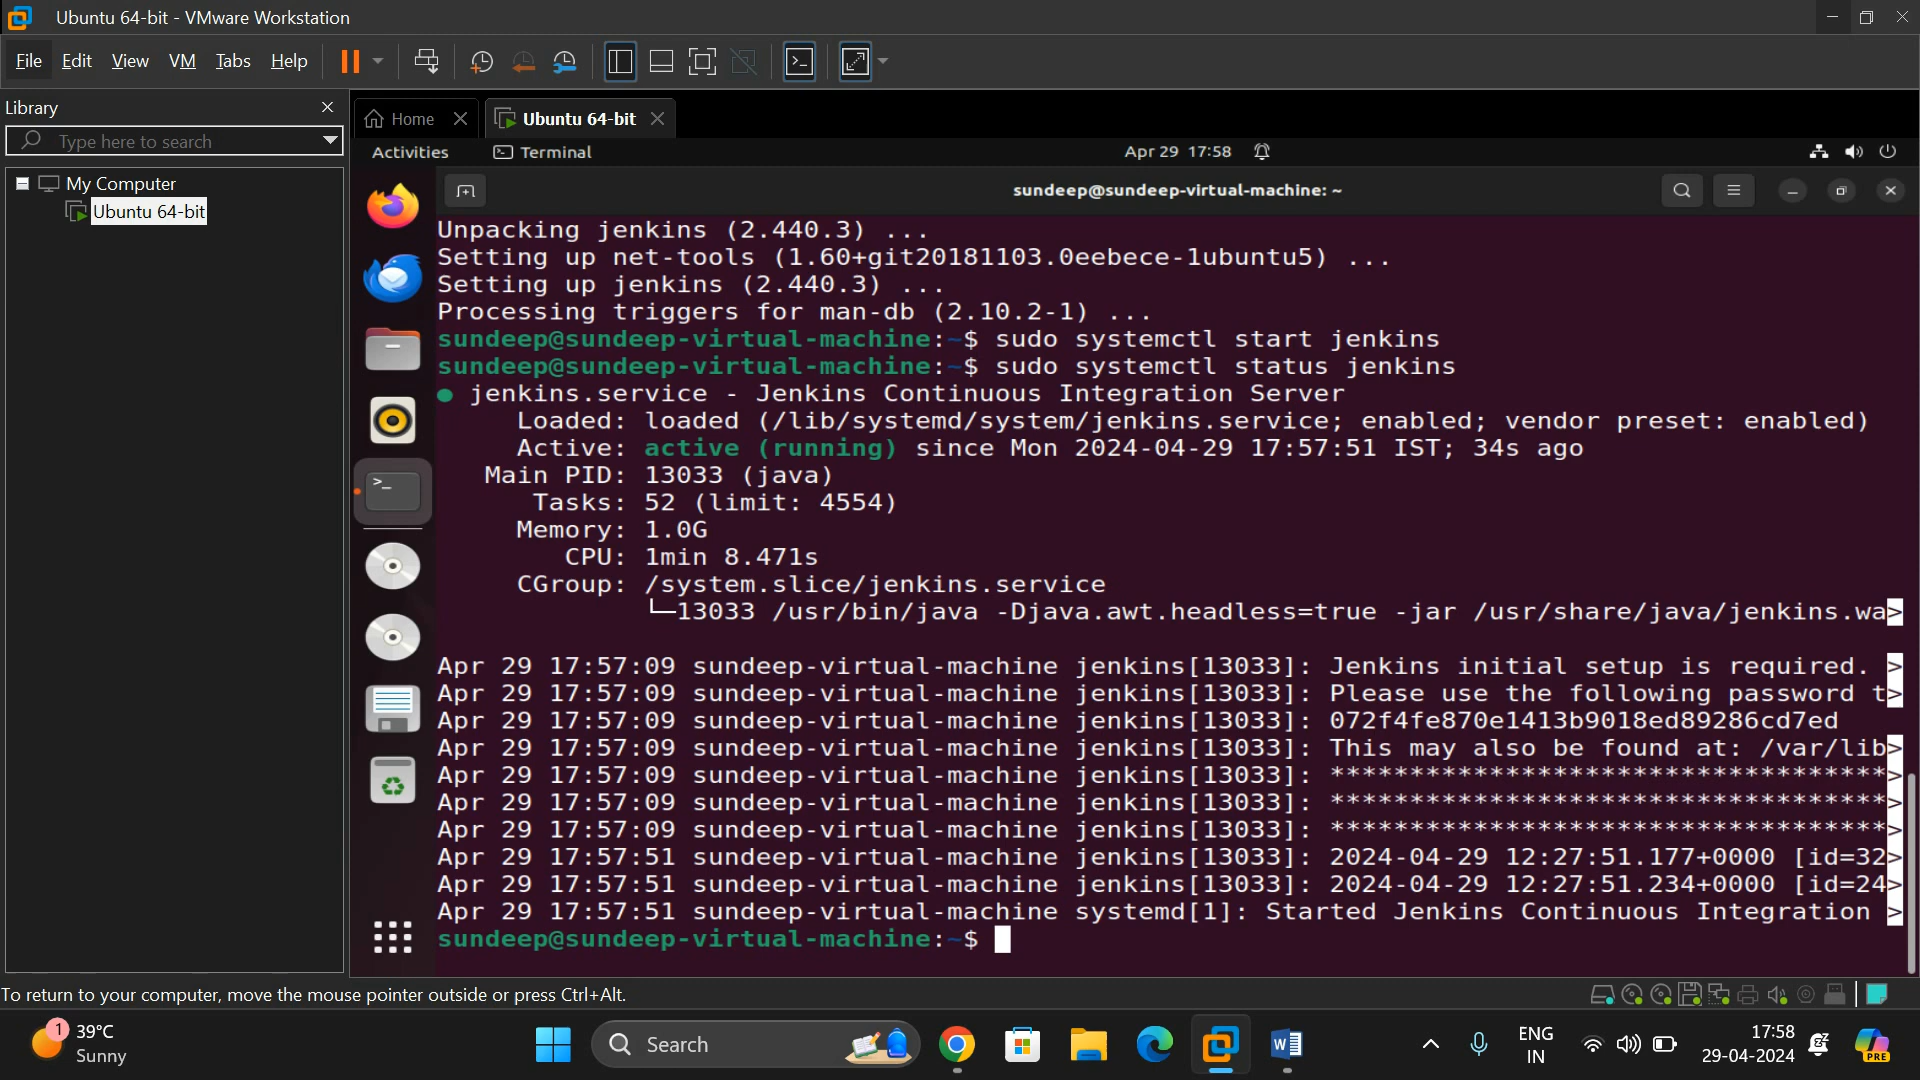 Ubuntu 64-bit - VMware Workstation
File Edit View VM Tabs Help
Library
Type here to search
My Computer
Ubuntu 64-bit
Home
Ubuntu 64-bit
Activities
Terminal
Apr 29 17:58
sundeep@sundeep-virtual-machine: ~
Unpacking jenkins (2.440.3) ...
Setting up net-tools (1.60+git20181103.0eebece-1ubuntu5) ...
Setting up jenkins (2.440.3) ...
Processing triggers for man-db (2.10.2-1) ...
sundeep@sundeep-virtual-machine:~$ sudo systemctl start jenkins
sundeep@sundeep-virtual-machine:~$ sudo systemctl status jenkins
● jenkins.service - Jenkins Continuous Integration Server
Loaded: loaded (/lib/systemd/system/jenkins.service; enabled; vendor preset: enabled)
Active: active (running) since Mon 2024-04-29 17:57:51 IST; 34s ago
Main PID: 13033 (java)
Tasks: 52 (limit: 4554)
Memory: 1.0G
CPU: 1min 8.471s
CGroup: /system.slice/jenkins.service
└─13033 /usr/bin/java -Djava.awt.headless=true -jar /usr/share/java/jenkins.wa>
Apr 29 17:57:09 sundeep-virtual-machine jenkins[13033]: Jenkins initial setup is required. >
Apr 29 17:57:09 sundeep-virtual-machine jenkins[13033]: Please use the following password t>
Apr 29 17:57:09 sundeep-virtual-machine jenkins[13033]: 072f4fe870e1413b9018ed89286cd7ed
Apr 29 17:57:09 sundeep-virtual-machine jenkins[13033]: This may also be found at: /var/lib>
Apr 29 17:57:09 sundeep-virtual-machine jenkins[13033]: ***********************************>
Apr 29 17:57:09 sundeep-virtual-machine jenkins[13033]: ***********************************>
Apr 29 17:57:09 sundeep-virtual-machine jenkins[13033]: ***********************************>
Apr 29 17:57:51 sundeep-virtual-machine jenkins[13033]: 2024-04-29 12:27:51.177+0000 [id=32>
Apr 29 17:57:51 sundeep-virtual-machine jenkins[13033]: 2024-04-29 12:27:51.234+0000 [id=24>
Apr 29 17:57:51 sundeep-virtual-machine systemd[1]: Started Jenkins Continuous Integration >
sundeep@sundeep-virtual-machine:~$
To return to your computer, move the mouse pointer outside or press Ctrl+Alt.
1
39°C
Sunny
Search
ENG
IN
17:58
29-04-2024
PRE